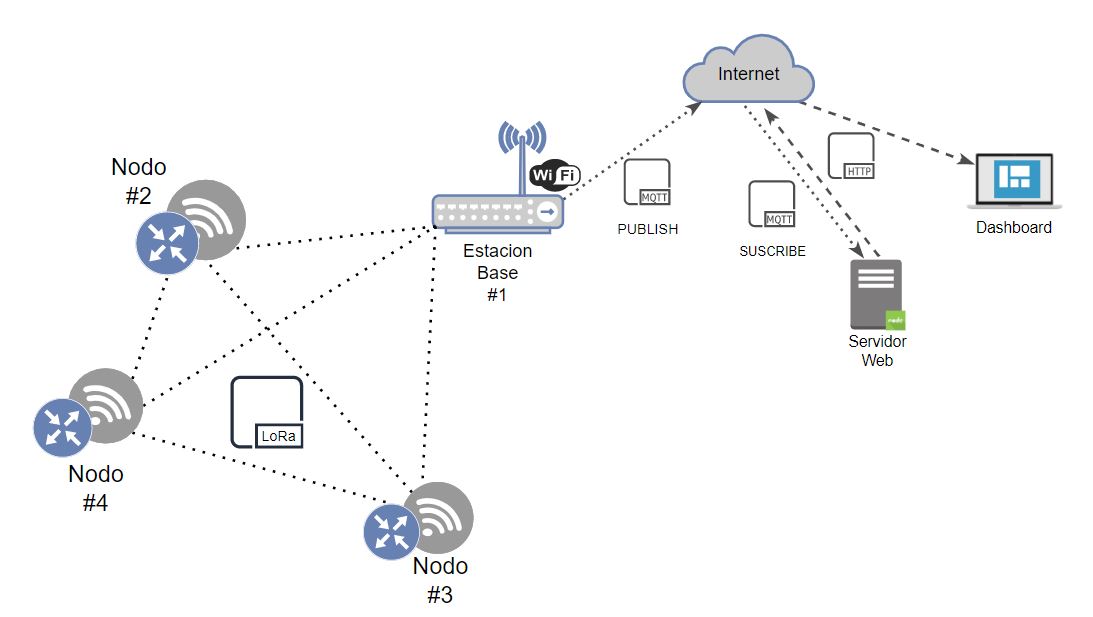 Internet
Nodo
#2
Wi Fi
MQTT
PUBLISH
HTTP
MQTT
SUSCRIBE
Dashboard
Estacion
Base
#1
node
Servidor
Web
LoRa
Nodo
#4
Nodo
#3